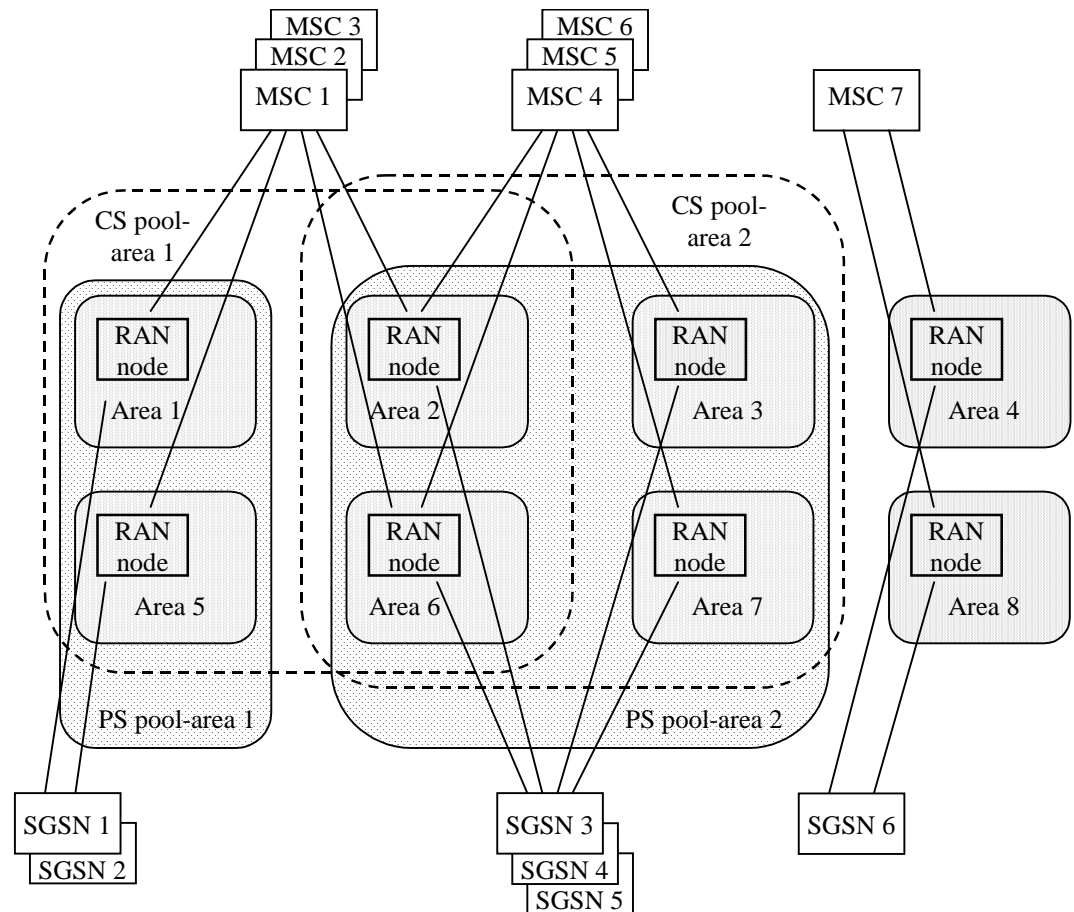 MSC 3
MSC 2
MSC 1
MSC 6
MSC 5
MSC 4
MSC 7
CS pool-
area 1
CS pool-
area 2
RAN
node
Area 1
RAN
node
Area 2
RAN
node
Area 3
RAN
node
Area 4
RAN
node
Area 5
RAN
node
Area 6
RAN
node
Area 7
RAN
node
Area 8
PS pool-area 1
PS pool-area 2
SGSN 1
SGSN 2
SGSN 3
SGSN 4
SGSN 5
SGSN 6